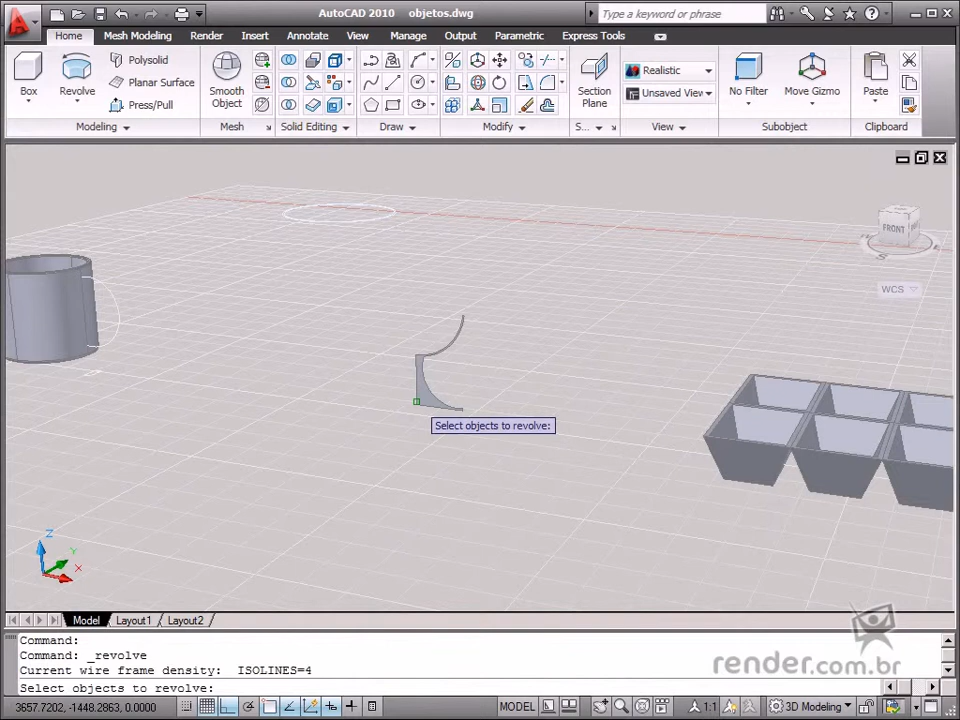 AutoCAD 2010 objetos.dwg
Type a keyword or phrase
Home Mesh Modeling Render Insert Annotate View Manage Output Parametric Express Tools
Box
Revolve
Polysolid
Planar Surface
Press/Pull
Smooth
Object
Section
Plane
Realistic
Unsaved View
No Filter
Move Gizmo
Paste
Modeling
Mesh
Solid Editing
Draw
Modify
S...
View
Subobject
Clipboard
FRONT
WCS
Select objects to revolve:
Z
Y
X
Model Layout1 Layout2
Command:
Command: _revolve
Current wire frame density: ISOLINES=4
Select objects to revolve:
render.com.br
3657.7202, -1448.2863, 0.0000
MODEL
1:1
3D Modeling